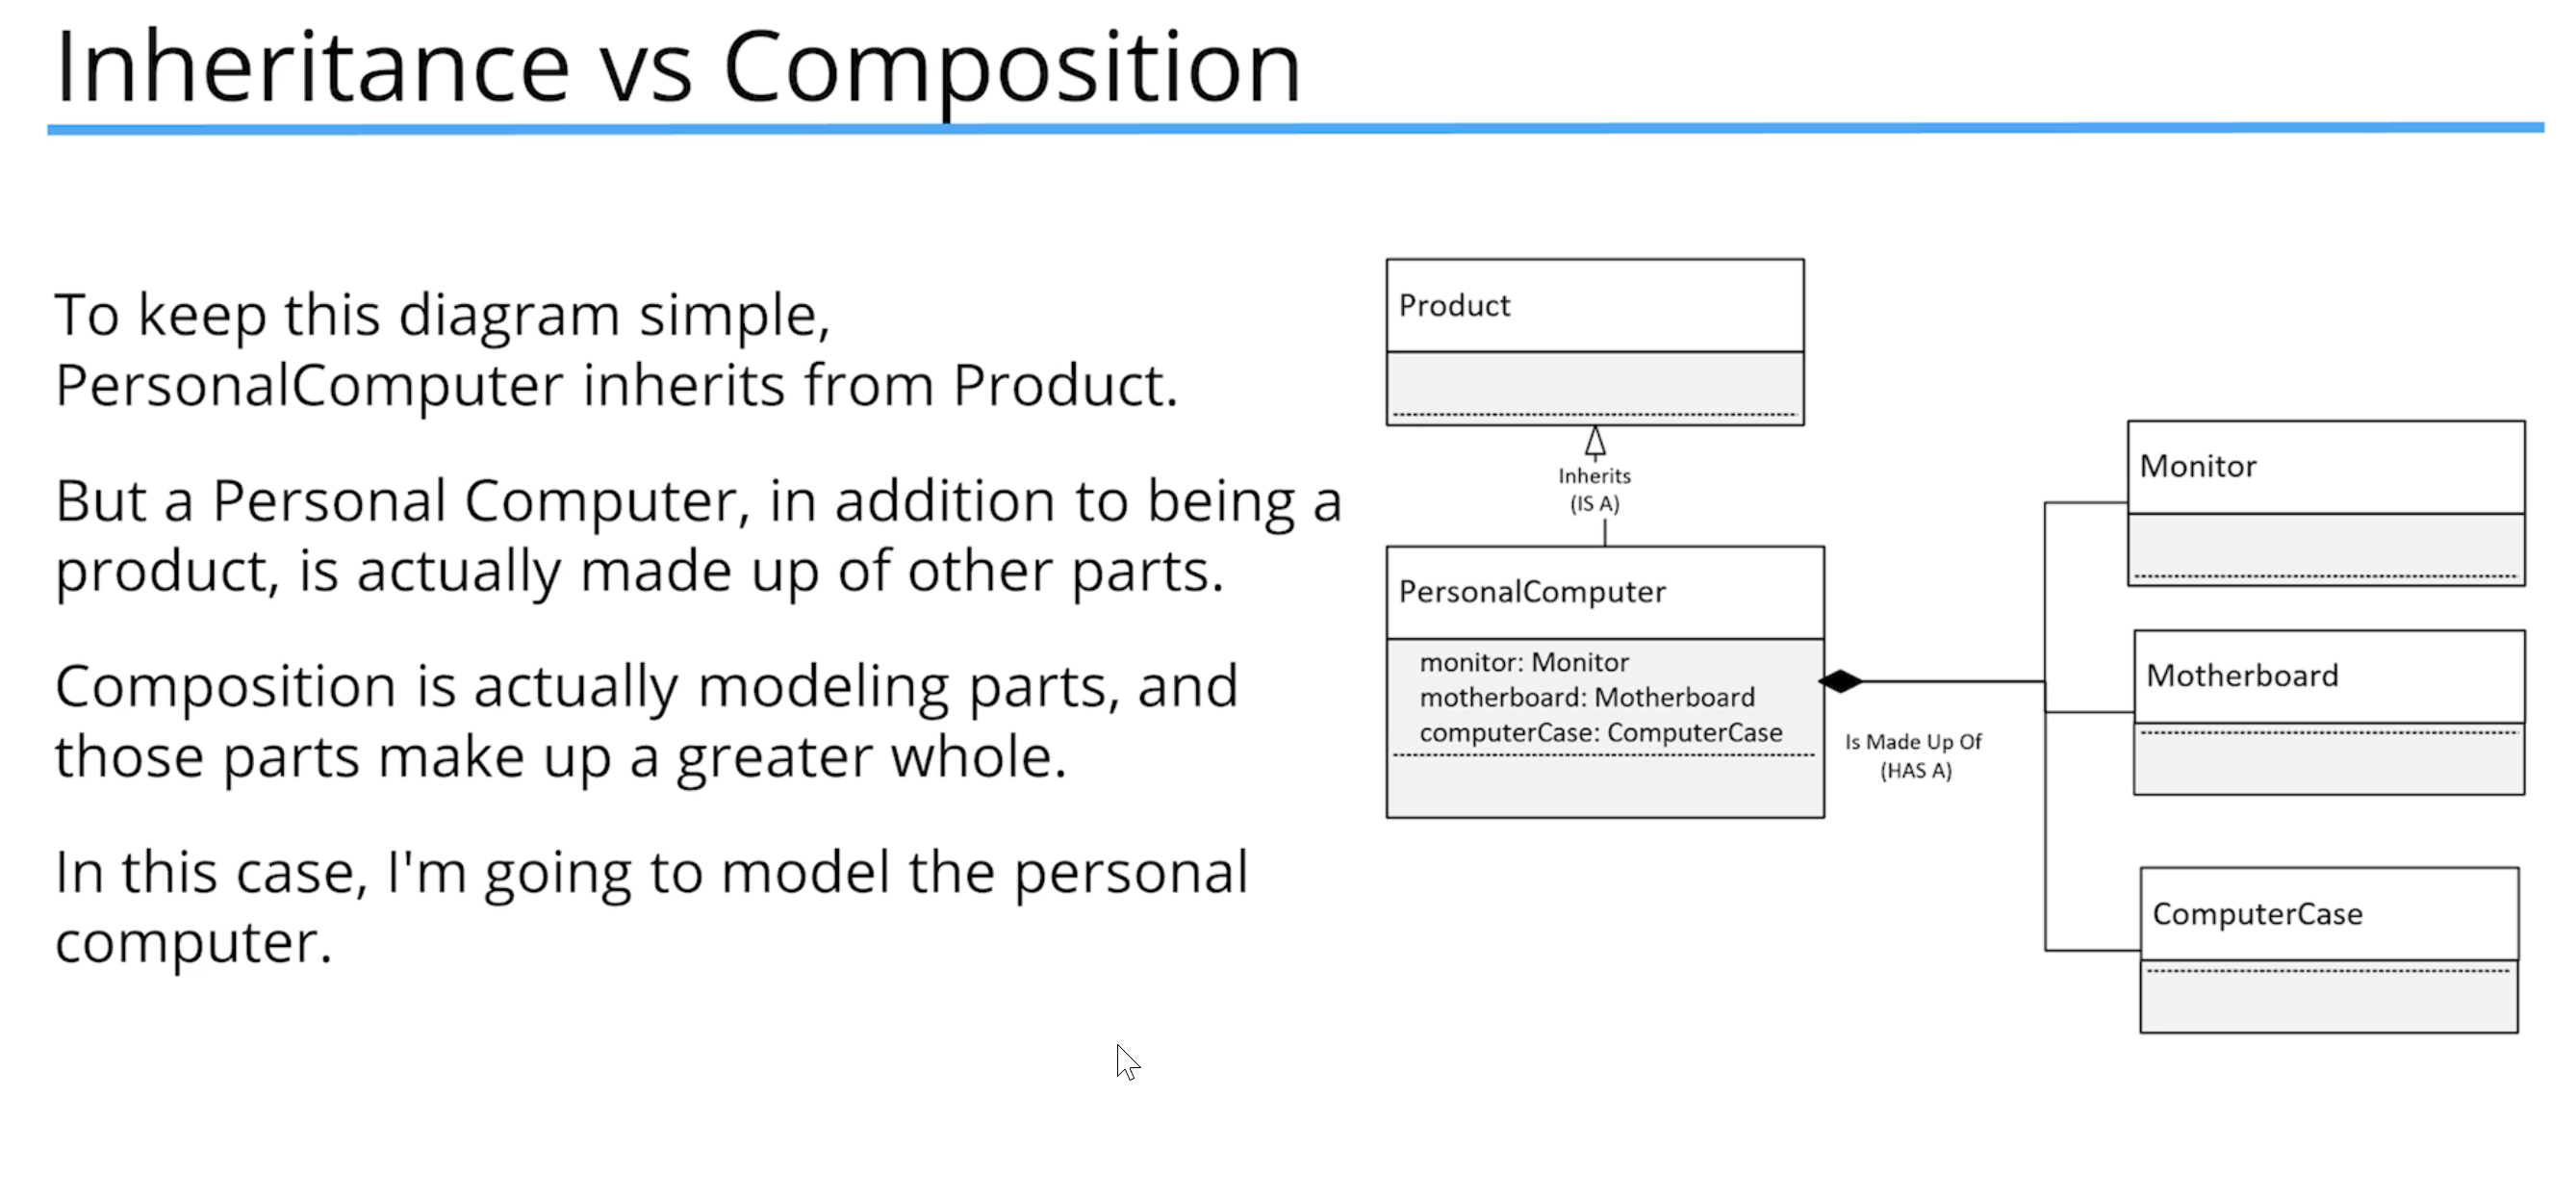 Inheritance vs Composition
To keep this diagram simple,
PersonalComputer inherits from Product.
But a Personal Computer, in addition to being a
product, is actually made up of other parts.
Composition is actually modeling parts, and
those parts make up a greater whole.
In this case, I'm going to model the personal
computer.
Product
Inherits
(IS A)
PersonalComputer
monitor: Monitor
motherboard: Motherboard
computerCase: ComputerCase
Is Made Up Of
(HAS A)
Monitor
Motherboard
ComputerCase